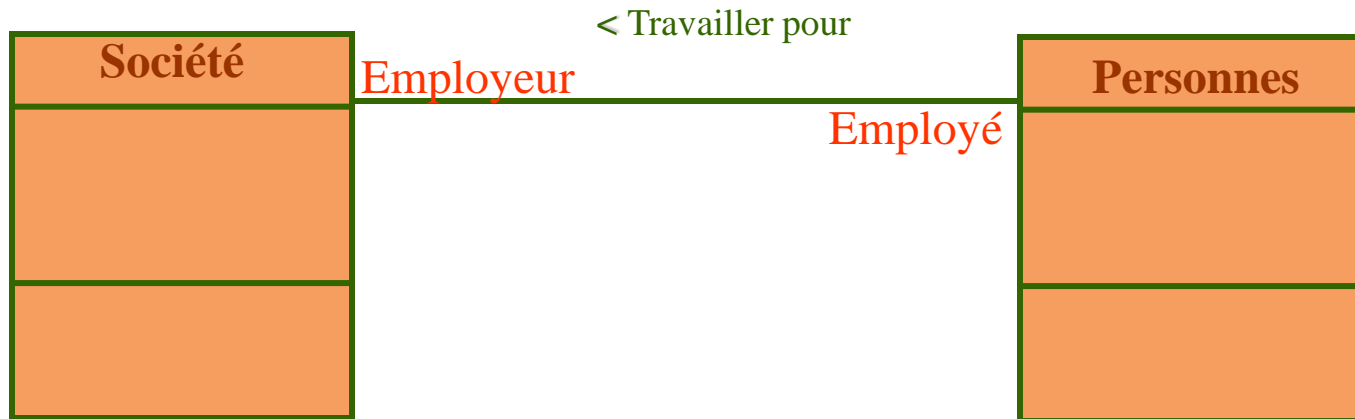 < Travailler pour
Société
Employeur
Personnes
Employé